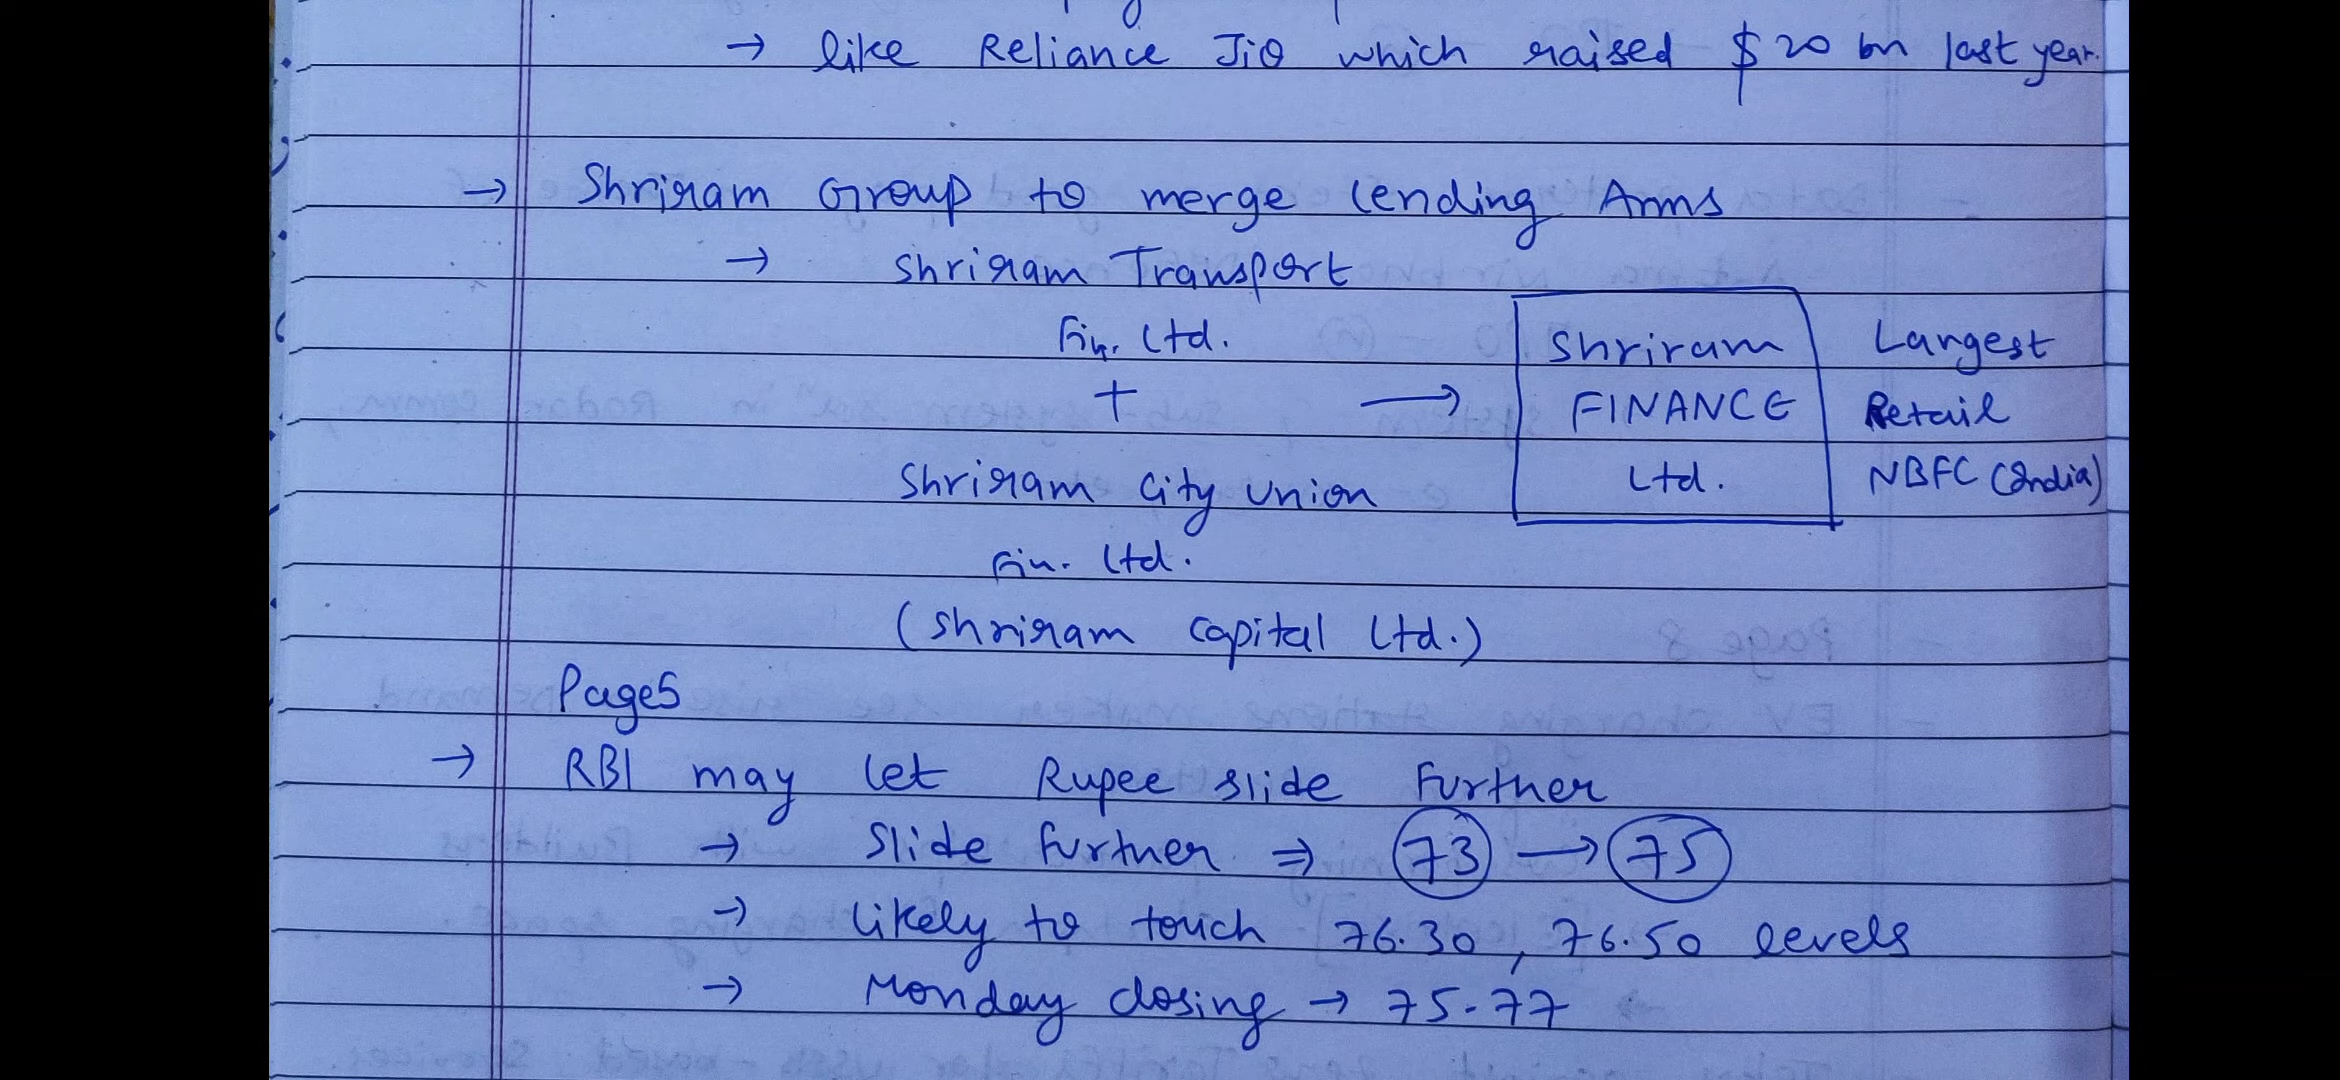 → like Reliance Jio which raised $20 bn last year.
→ Shriram Group to merge lending Arms
→ Shriram Transport
Fin. Ltd.
+ →
Shriram City Union
Fin. Ltd.
(Shriram Capital Ltd.)
Shriram
FINANCE
Ltd.
Largest
Retail
NBFC (India)
Page5
→ RBI may let Rupee slide Further
→ Slide further ⇒ 73 → 75
→ likely to touch 76.30, 76.50 levels
→ Monday closing → 75.77